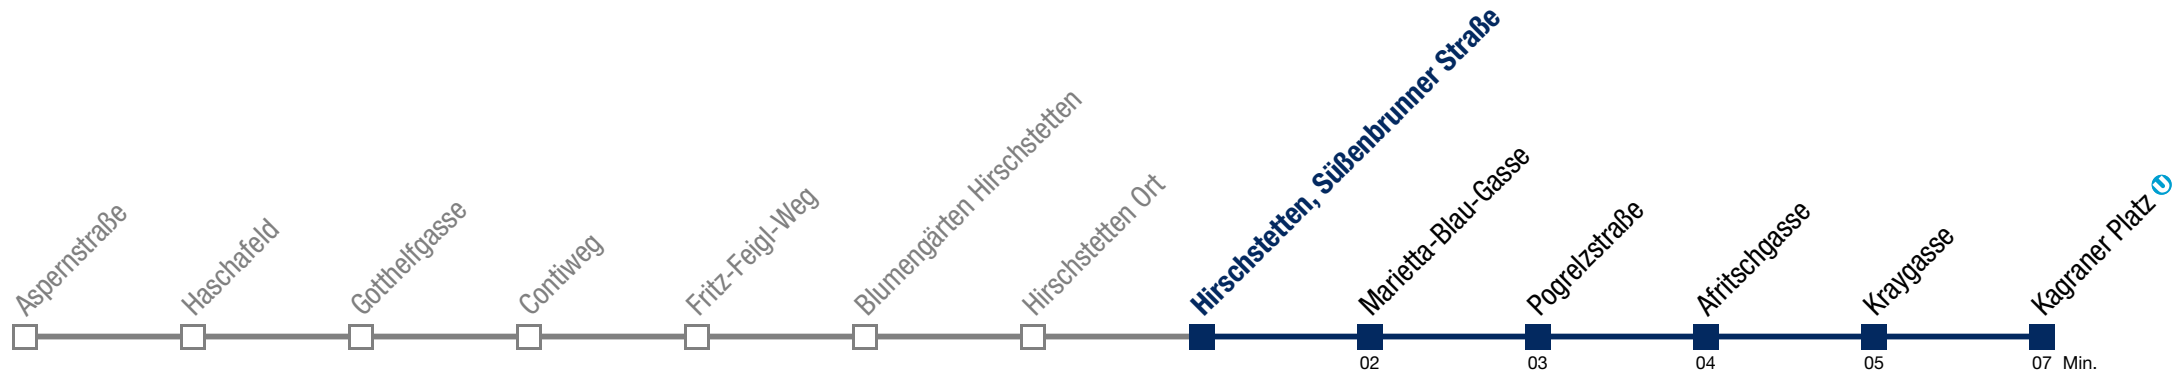 Aspernstraße
Haschafeld
Gotthelfgasse
Contiweg
Fritz-Feigl-Weg
Blumengärten Hirschstetten
Hirschstetten Ort
Hirschstetten, Süßenbrunner Straße
Marietta-Blau-Gasse
Pogrelzstraße
Afritschgasse
Kraygasse
Kagraner Platz U
02 03 04 05 07 Min.